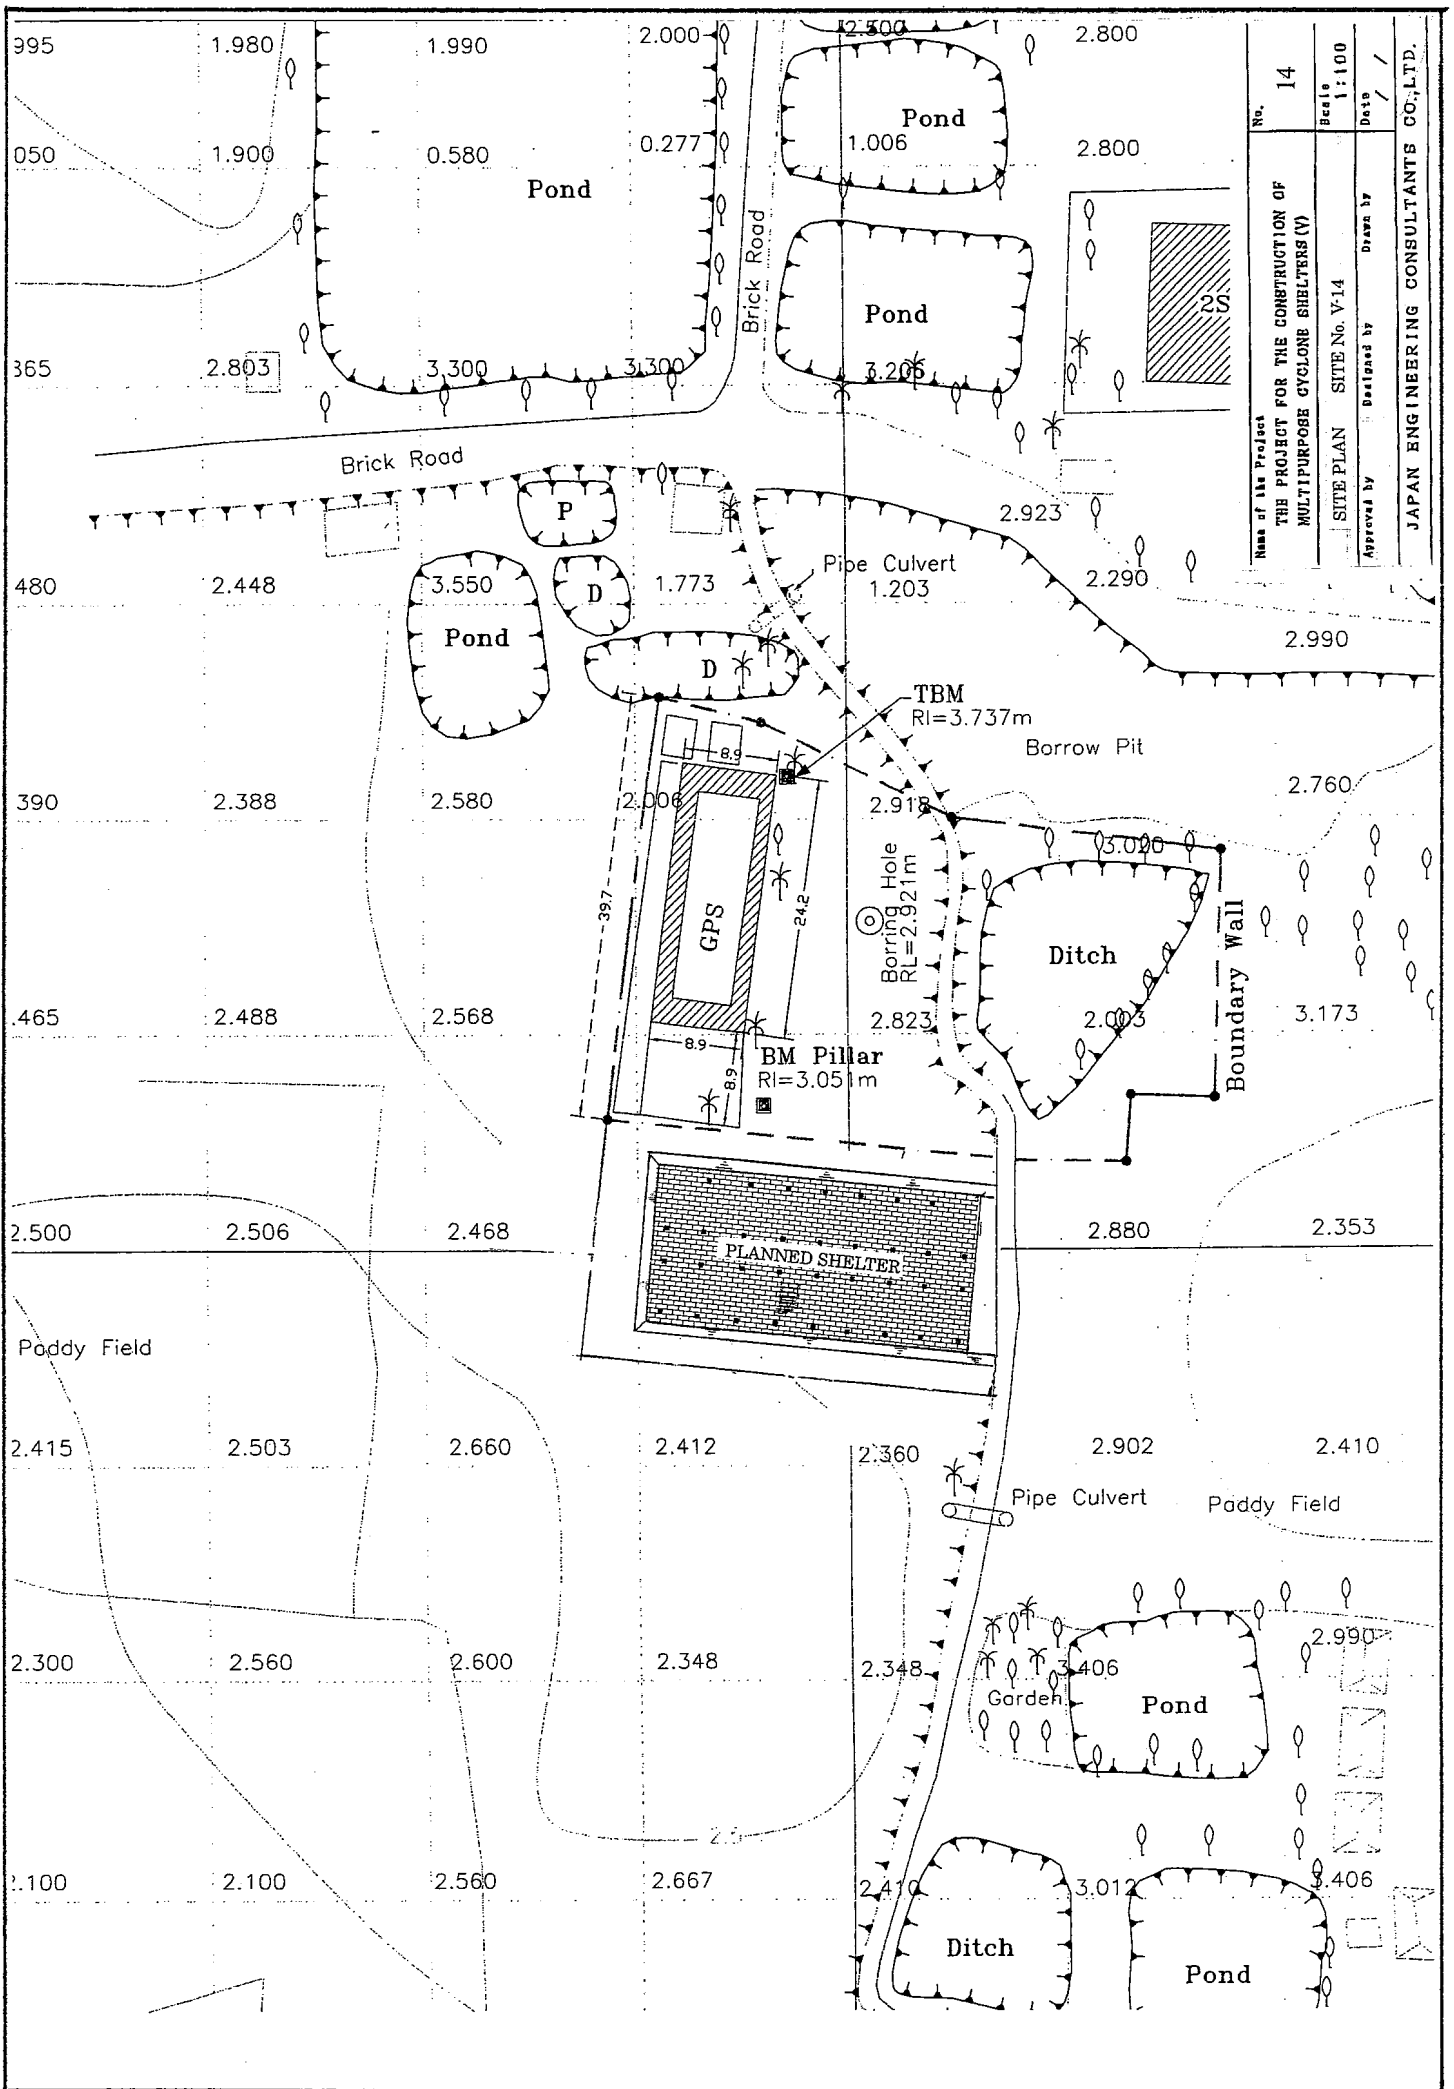 995 1.980 1.990 2.000 2.500 2.800
Pond
050 1.900 0.580 0.277 1.006 2.800
Pond
Brick Road
Pond
2S
365 2.803 3.300 3.300 3.206
Brick Road
P
2.923
Pipe Culvert
480 2.448 3.550 D 1.773 1.203 2.290
Pond
2.990
D
TBM
Rl=3.737m
Borrow Pit
8.9
2.760
390 2.388 2.580 2.006 2.918
3.020
39.7
GPS
24.2
Borring Hole
RL=2.921m
Ditch
Boundary Wall
.465 2.488 2.568 2.823 2.003 3.173
8.9
BM Pillar
Rl=3.051m
8.9
2.500 2.506 2.468 2.880 2.353
PLANNED SHELTER
Paddy Field
2.415 2.503 2.660 2.412 2.360 2.902 2.410
Pipe Culvert
Paddy Field
2.990
2.300 2.560 2.600 2.348 2.348 3.406
Garden
Pond
2.5
2.100 2.560 2.667 2.410 3.012 3.406
Ditch
Pond
Name of the Project
THE PROJECT FOR THE CONSTRUCTION OF
MULTIPURPOSE CYCLONE SHELTERS (V)
No.
14
SITE PLAN SITE No. V-14
Scale
1:100
Approved by Designed by Drawn by Date
/ /
JAPAN ENGINEERING CONSULTANTS CO.,LTD.